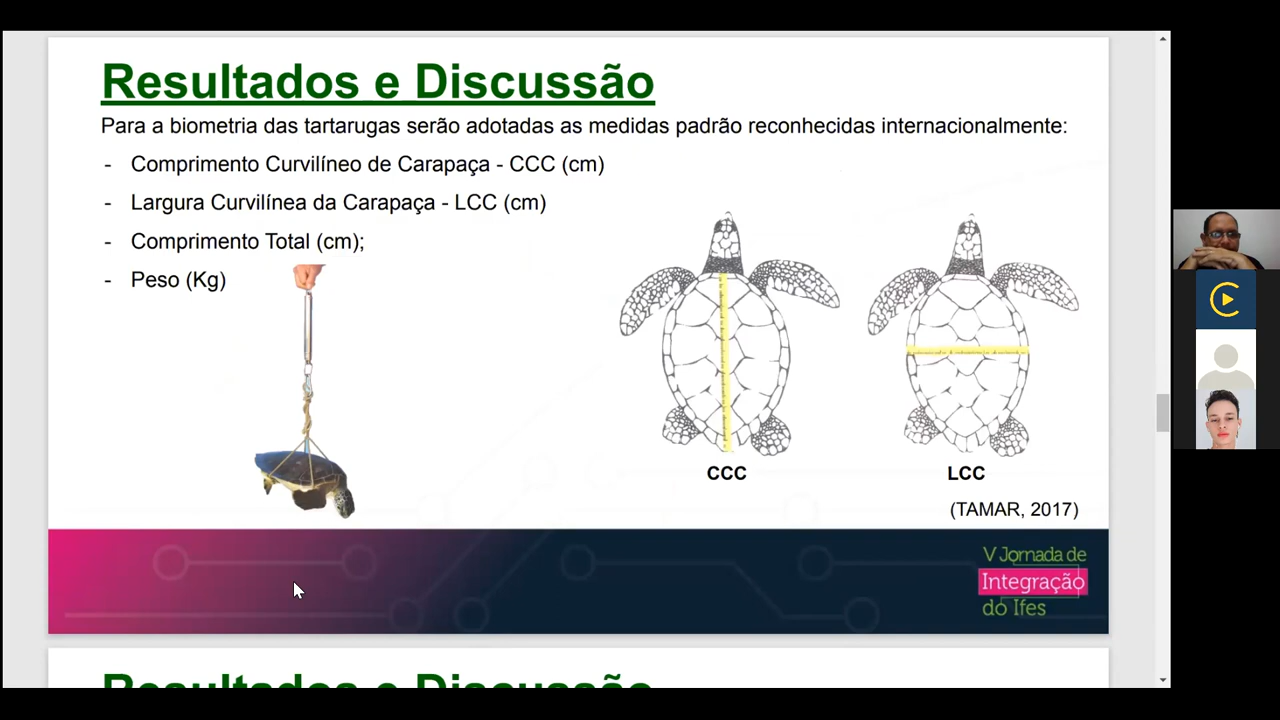 Resultados e Discussão
Para a biometria das tartarugas serão adotadas as medidas padrão reconhecidas internacionalmente:
- Comprimento Curvilíneo de Carapaça - CCC (cm)
- Largura Curvilínea da Carapaça - LCC (cm)
- Comprimento Total (cm);
- Peso (Kg)
CCC
LCC
(TAMAR, 2017)
V Jornada de
Integração
do Ifes
Resultados e Discussão